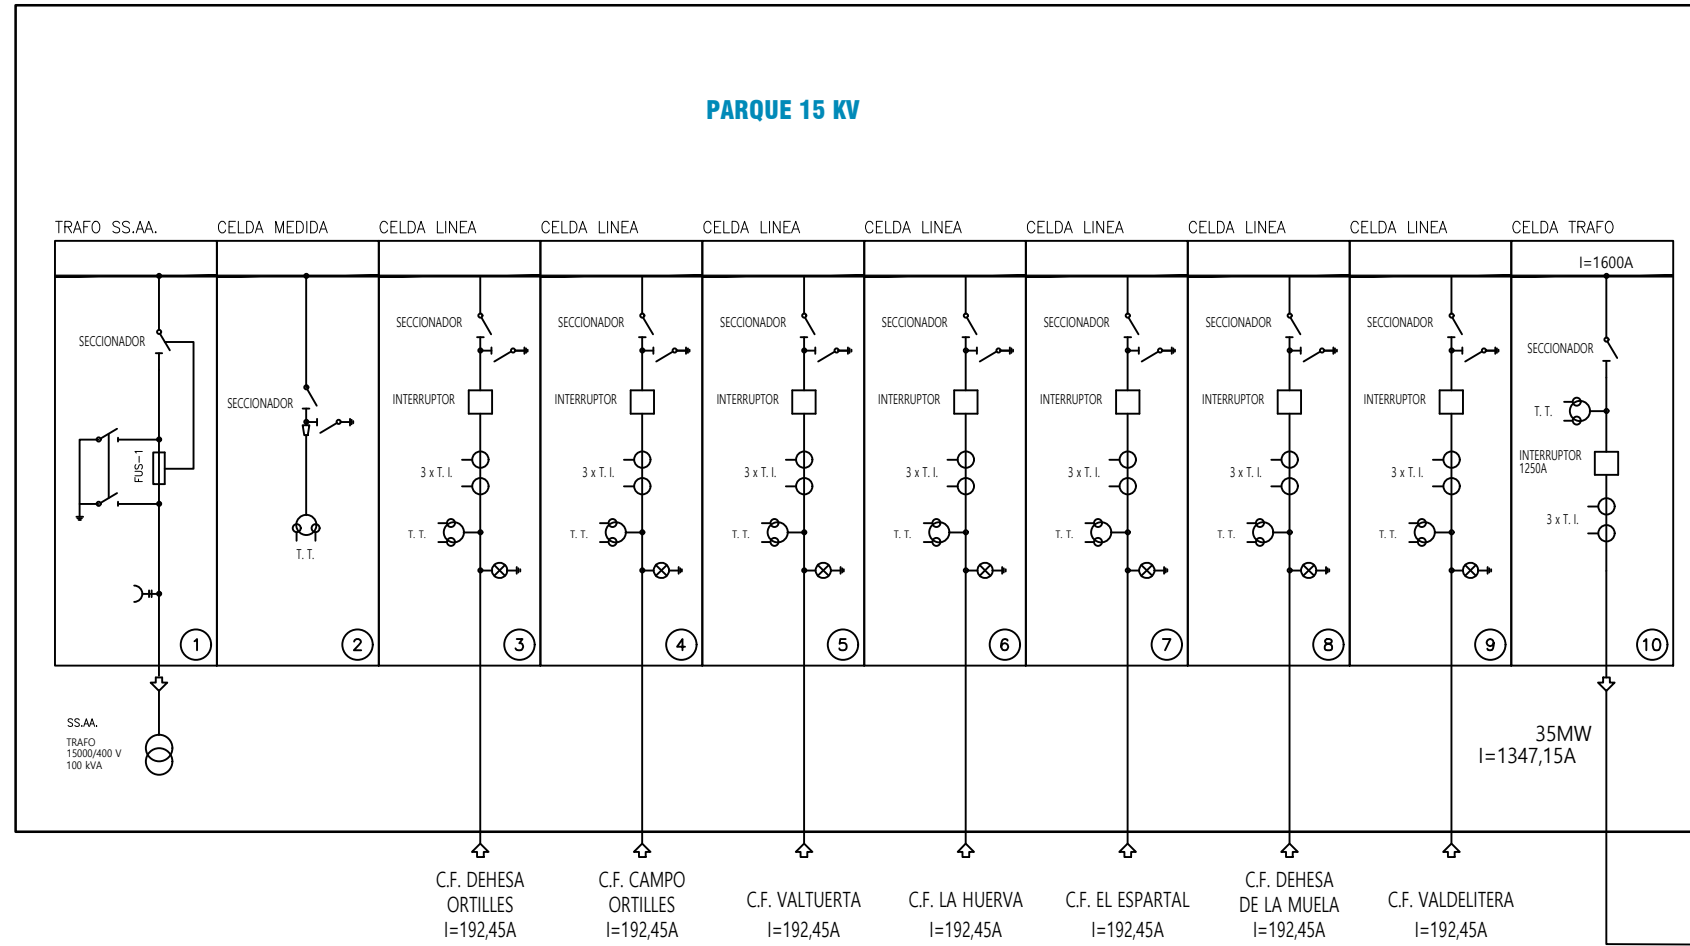 PARQUE 15 KV
TRAFO SS.AA.
CELDA MEDIDA
CELDA LINEA
CELDA LINEA
CELDA LINEA
CELDA LINEA
CELDA LINEA
CELDA LINEA
CELDA LINEA
CELDA TRAFO
I=1600A
SECCIONADOR
FUS-1
1
SECCIONADOR
T. T.
2
SECCIONADOR
INTERRUPTOR
3 x T. I.
T. T.
3
SECCIONADOR
INTERRUPTOR
3 x T. I.
T. T.
4
SECCIONADOR
INTERRUPTOR
3 x T. I.
T. T.
5
SECCIONADOR
INTERRUPTOR
3 x T. I.
T. T.
6
SECCIONADOR
INTERRUPTOR
3 x T. I.
T. T.
7
SECCIONADOR
INTERRUPTOR
3 x T. I.
T. T.
8
SECCIONADOR
INTERRUPTOR
3 x T. I.
T. T.
9
SECCIONADOR
T. T.
INTERRUPTOR
1250A
3 x T. I.
10
SS.AA.
TRAFO
15000/400 V
100 kVA
35MW
I=1347,15A
C.F. DEHESA
ORTILLES
I=192,45A
C.F. CAMPO
ORTILLES
I=192,45A
C.F. VALTUERTA
I=192,45A
C.F. LA HUERVA
I=192,45A
C.F. EL ESPARTAL
I=192,45A
C.F. DEHESA
DE LA MUELA
I=192,45A
C.F. VALDELITERA
I=192,45A